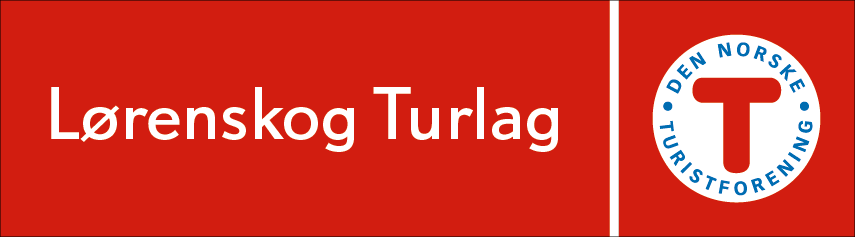 Lørenskog Turlag
DEN NORSKE
T
TURISTFORENING